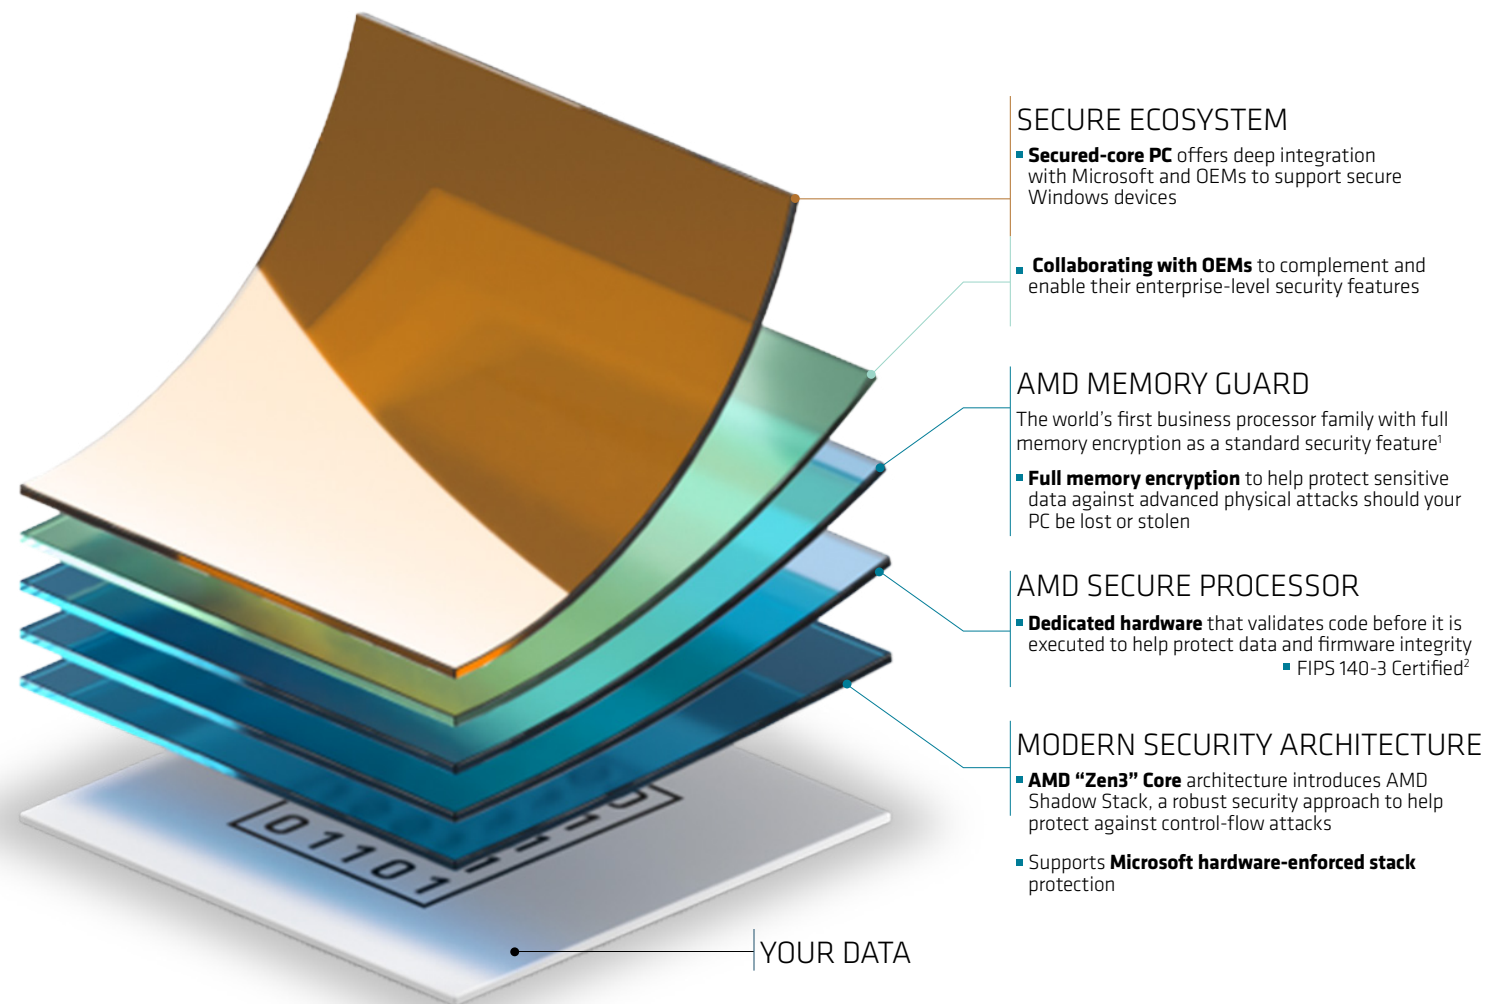 SECURE ECOSYSTEM
▪ Secured-core PC offers deep integration
with Microsoft and OEMs to support secure
Windows devices
▪ Collaborating with OEMs to complement and
enable their enterprise-level security features
AMD MEMORY GUARD
The world’s first business processor family with full
memory encryption as a standard security feature¹
▪ Full memory encryption to help protect sensitive
data against advanced physical attacks should your
PC be lost or stolen
AMD SECURE PROCESSOR
▪ Dedicated hardware that validates code before it is
executed to help protect data and firmware integrity
▪ FIPS 140-3 Certified²
MODERN SECURITY ARCHITECTURE
▪ AMD “Zen3” Core architecture introduces AMD
Shadow Stack, a robust security approach to help
protect against control-flow attacks
▪ Supports Microsoft hardware-enforced stack
protection
01101
YOUR DATA